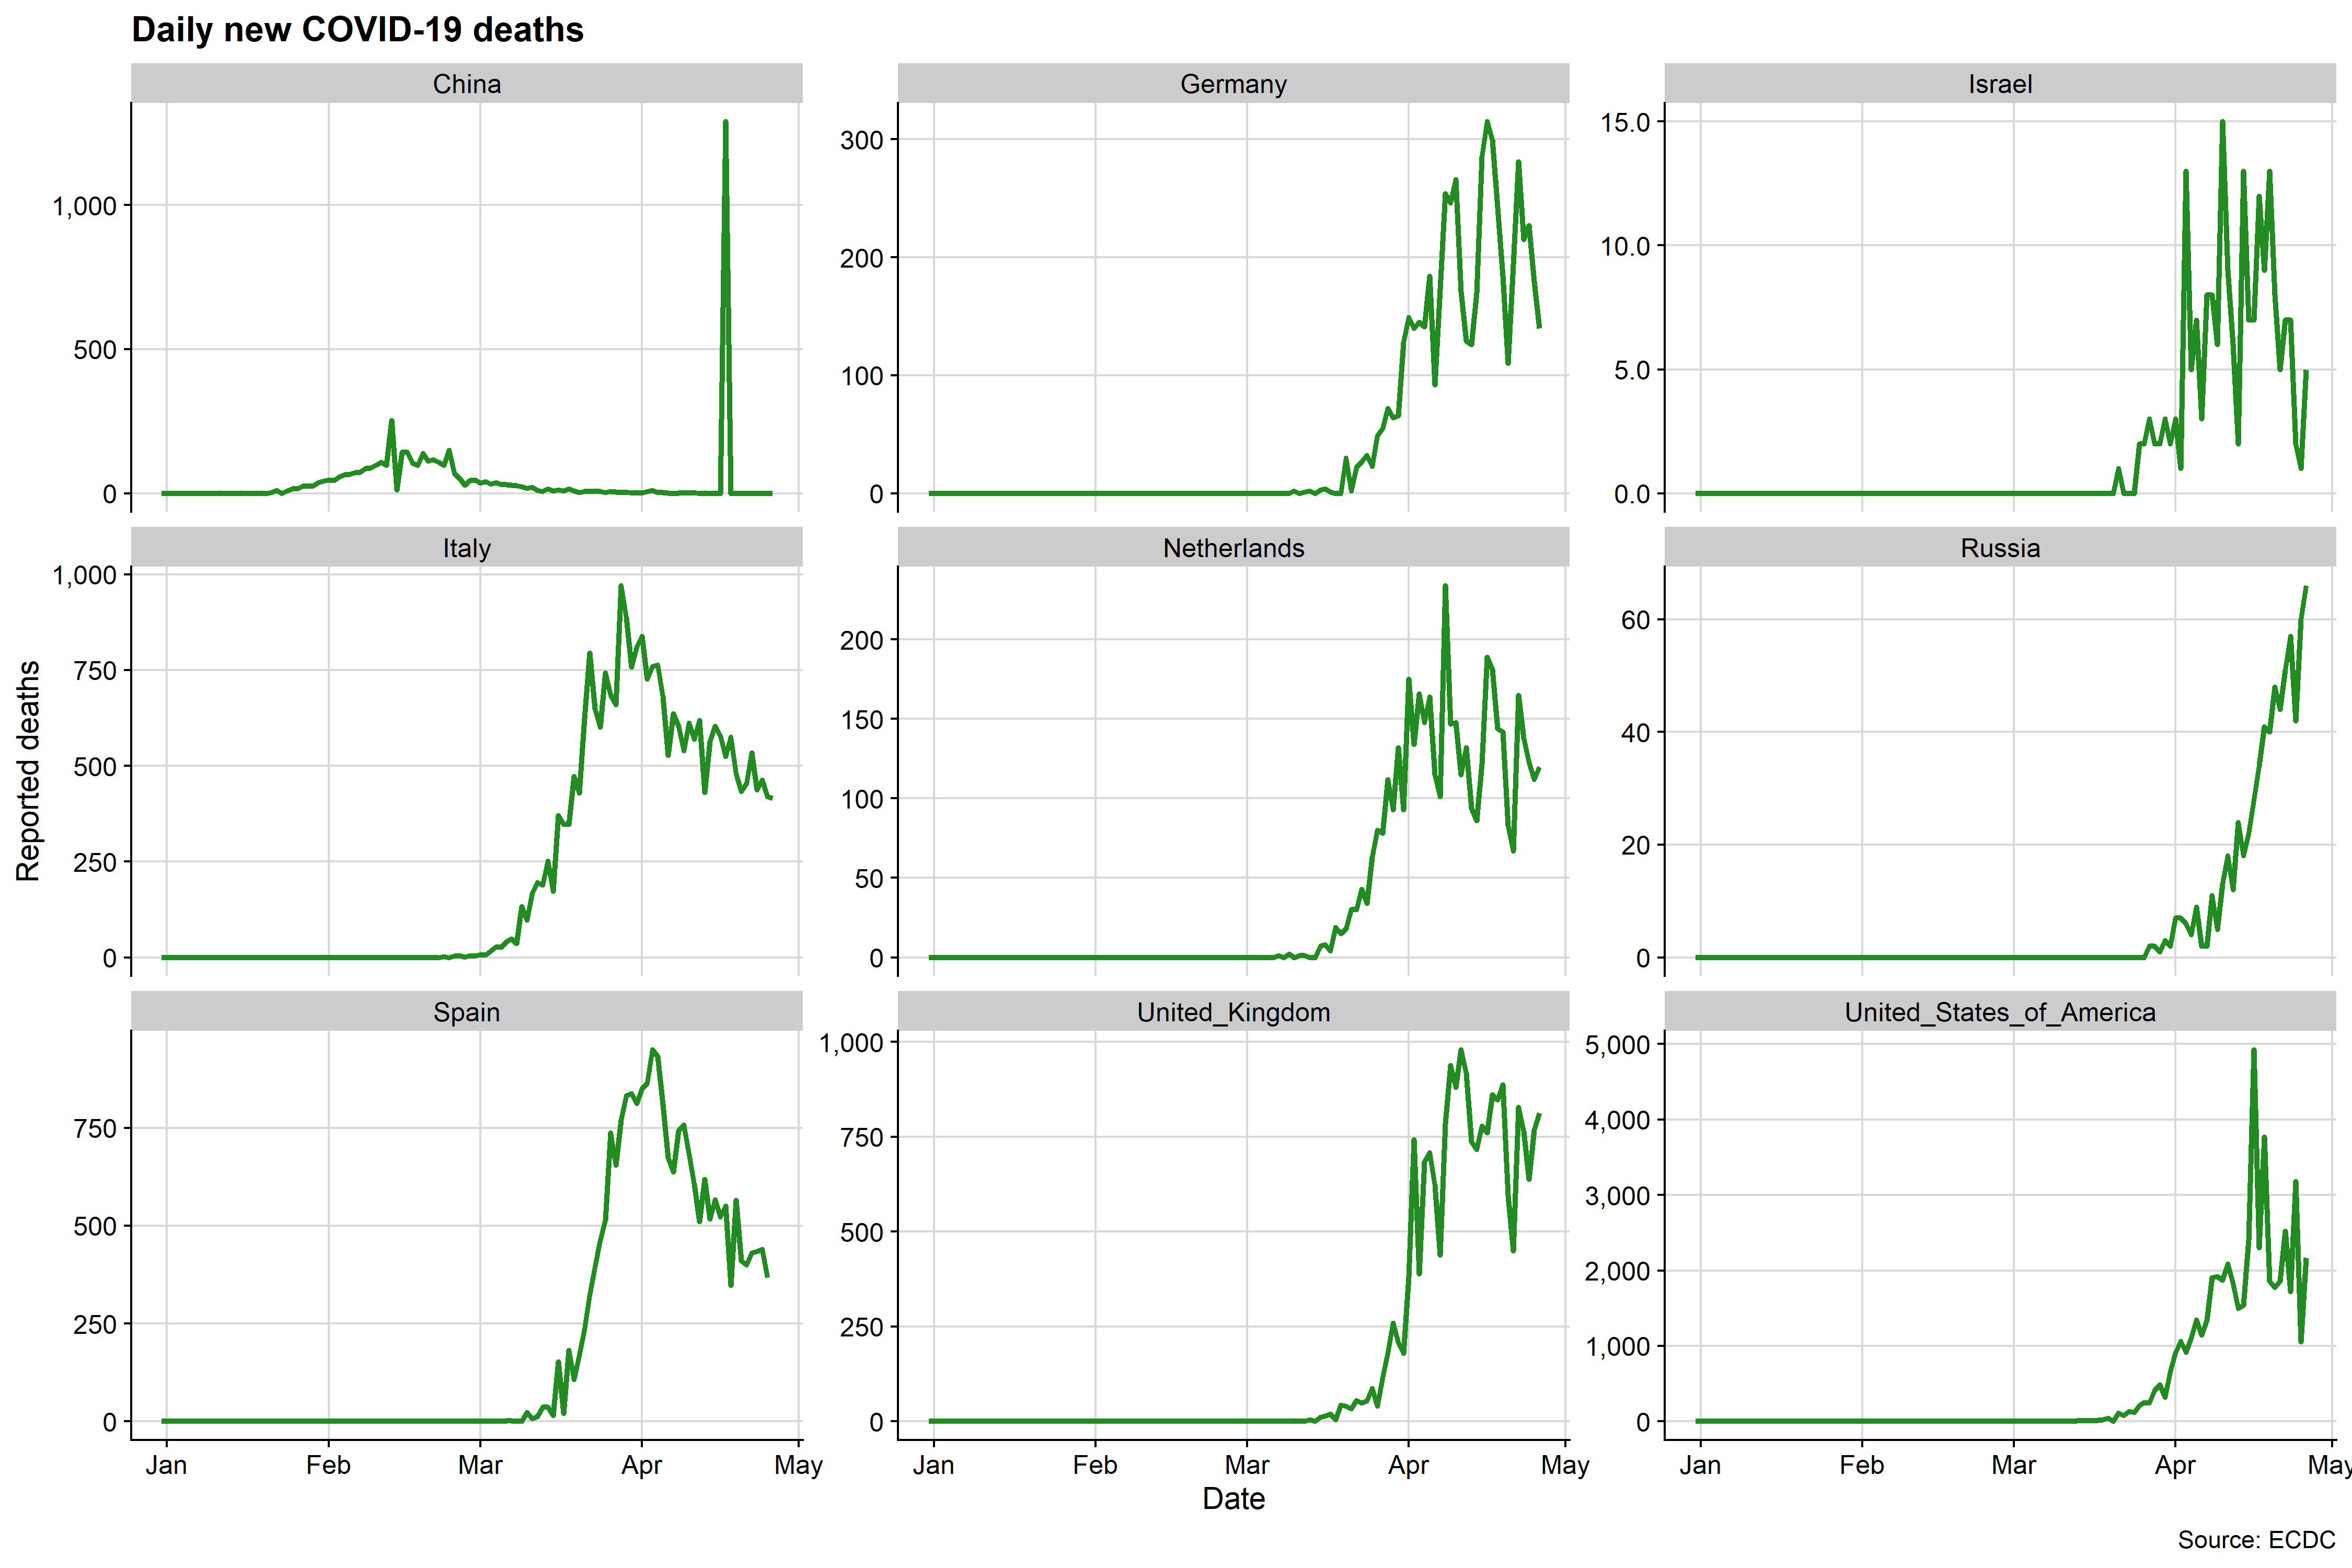 Daily new COVID-19 deaths
China
Germany
Israel
1,000
500
0
300
200
100
0
15.0
10.0
5.0
0.0
Italy
Netherlands
Russia
1,000
750
500
250
0
200
150
100
50
0
60
40
20
0
Spain
United_Kingdom
United_States_of_America
750
500
250
0
1,000
750
500
250
0
5,000
4,000
3,000
2,000
1,000
0
Jan Feb Mar Apr May
Jan Feb Mar Apr May
Jan Feb Mar Apr May
Reported deaths
Date
Source: ECDC